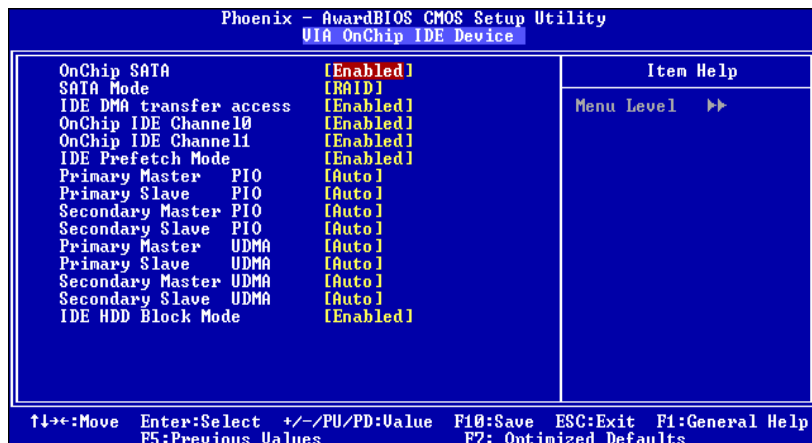 Phoenix - AwardBIOS CMOS Setup Utility
VIA OnChip IDE Device
OnChip SATA [Enabled]
SATA Mode [RAID]
IDE DMA transfer access [Enabled]
OnChip IDE Channel0 [Enabled]
OnChip IDE Channel1 [Enabled]
IDE Prefetch Mode [Enabled]
Primary Master PIO [Auto]
Primary Slave PIO [Auto]
Secondary Master PIO [Auto]
Secondary Slave PIO [Auto]
Primary Master UDMA [Auto]
Primary Slave UDMA [Auto]
Secondary Master UDMA [Auto]
Secondary Slave UDMA [Auto]
IDE HDD Block Mode [Enabled]
Item Help
Menu Level ▶▶
↑↓→←:Move Enter:Select +/-/PU/PD:Value F10:Save ESC:Exit F1:General Help
F5:Previous Values F7: Optimized Defaults